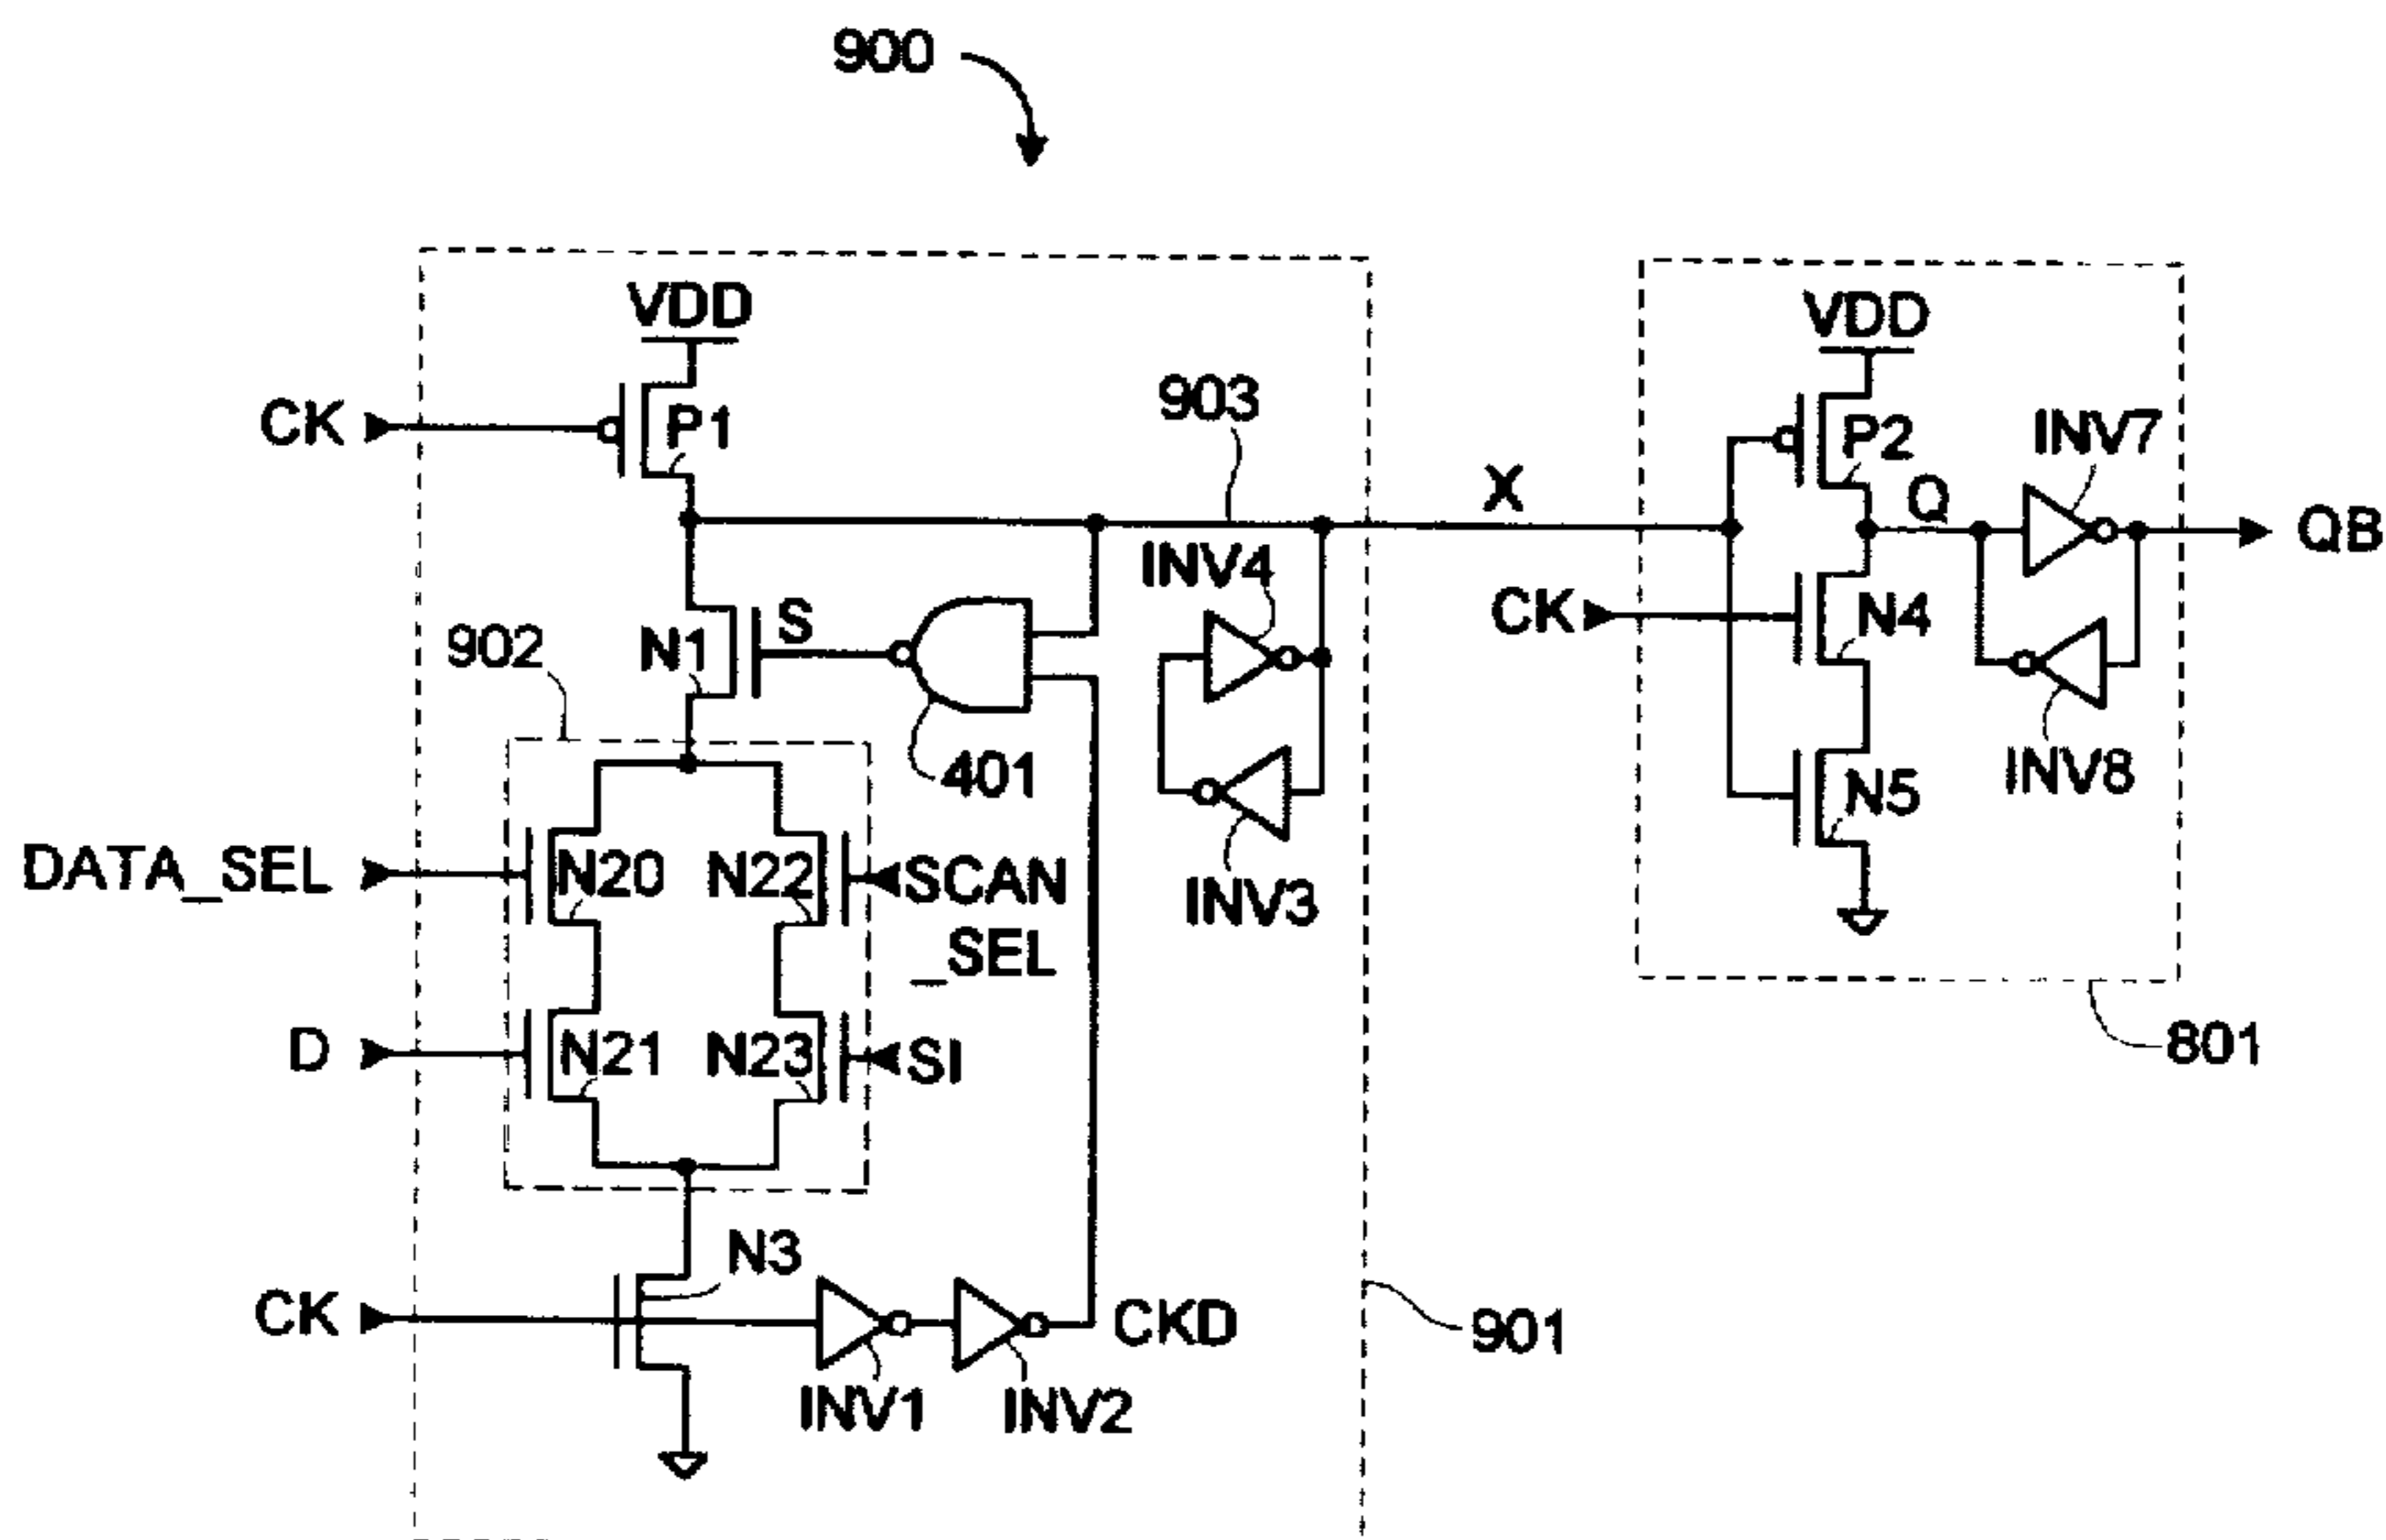 900
VDD
VDD
CK
P1
903
P2
INV7
X
Q
QB
INV4
CK
N4
902
N1
S
401
INV8
N5
DATA_SEL
N20
N22
SCAN
_SEL
INV3
D
N21
N23
SI
801
N3
CK
CKD
901
INV1
INV2